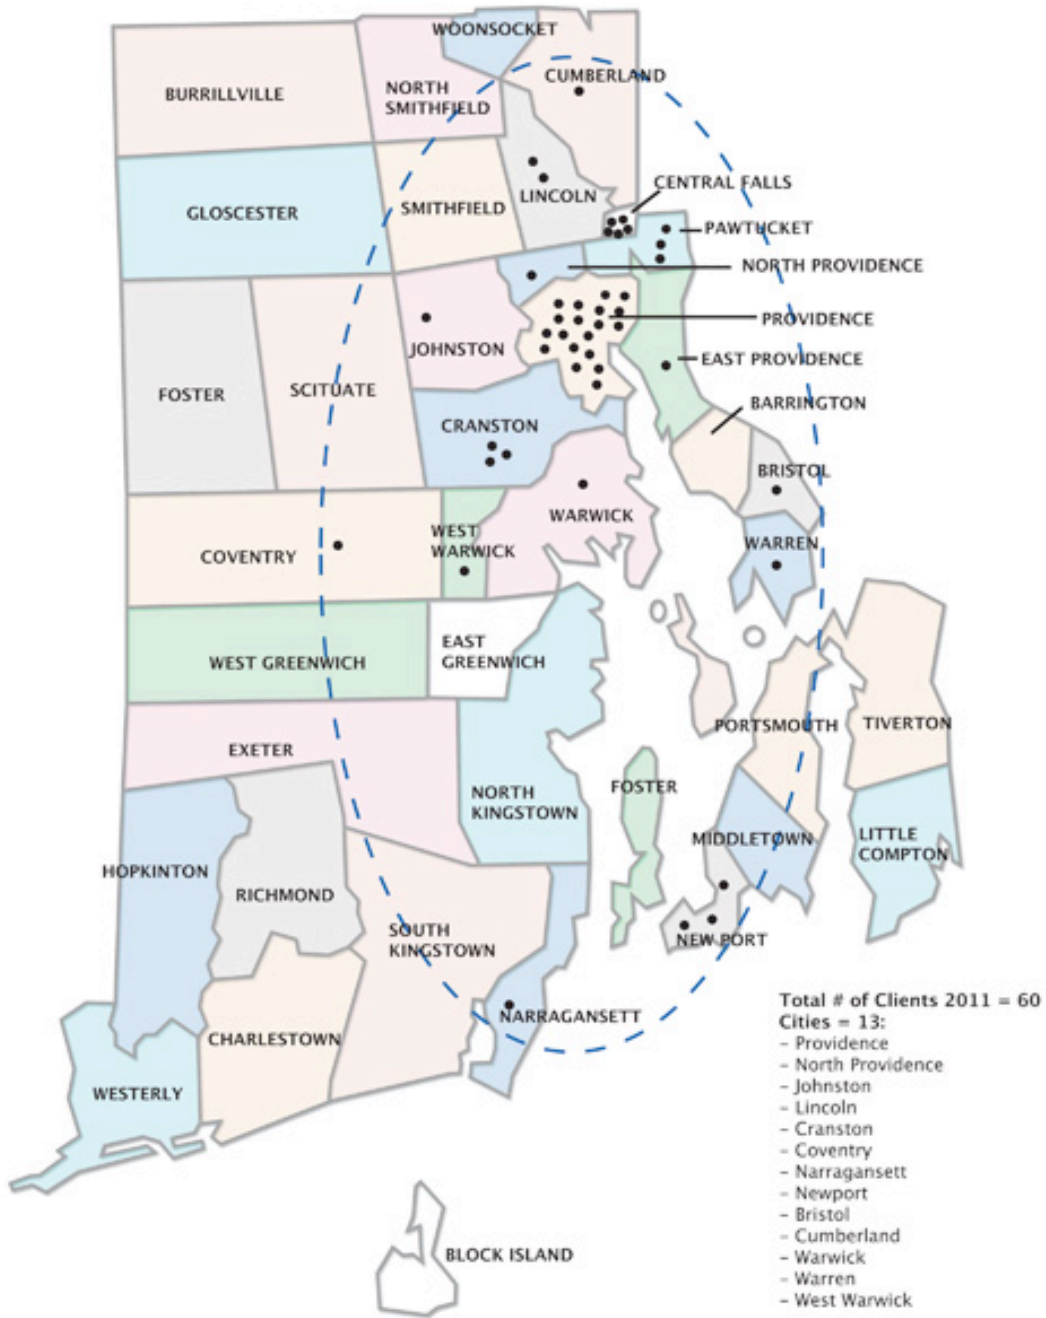 WOONSOCKET
CUMBERLAND
BURRILLVILLE
NORTH
SMITHFIELD
CENTRAL FALLS
LINCOLN
SMITHFIELD
GLOSCESTER
PAWTUCKET
NORTH PROVIDENCE
PROVIDENCE
JOHNSTON
EAST PROVIDENCE
SCITUATE
FOSTER
BARRINGTON
CRANSTON
BRISTOL
WARWICK
WEST
WARWICK
COVENTRY
WARREN
EAST
GREENWICH
WEST GREENWICH
PORTSMOUTH
TIVERTON
EXETER
FOSTER
NORTH
KINGSTOWN
MIDDLETOWN
LITTLE
COMPTON
HOPKINTON
RICHMOND
SOUTH
KINGSTOWN
NEW PORT
NARRAGANSETT
CHARLESTOWN
WESTERLY
BLOCK ISLAND
Total # of Clients 2011 = 60
Cities = 13:
- Providence
- North Providence
- Johnston
- Lincoln
- Cranston
- Coventry
- Narragansett
- Newport
- Bristol
- Cumberland
- Warwick
- Warren
- West Warwick